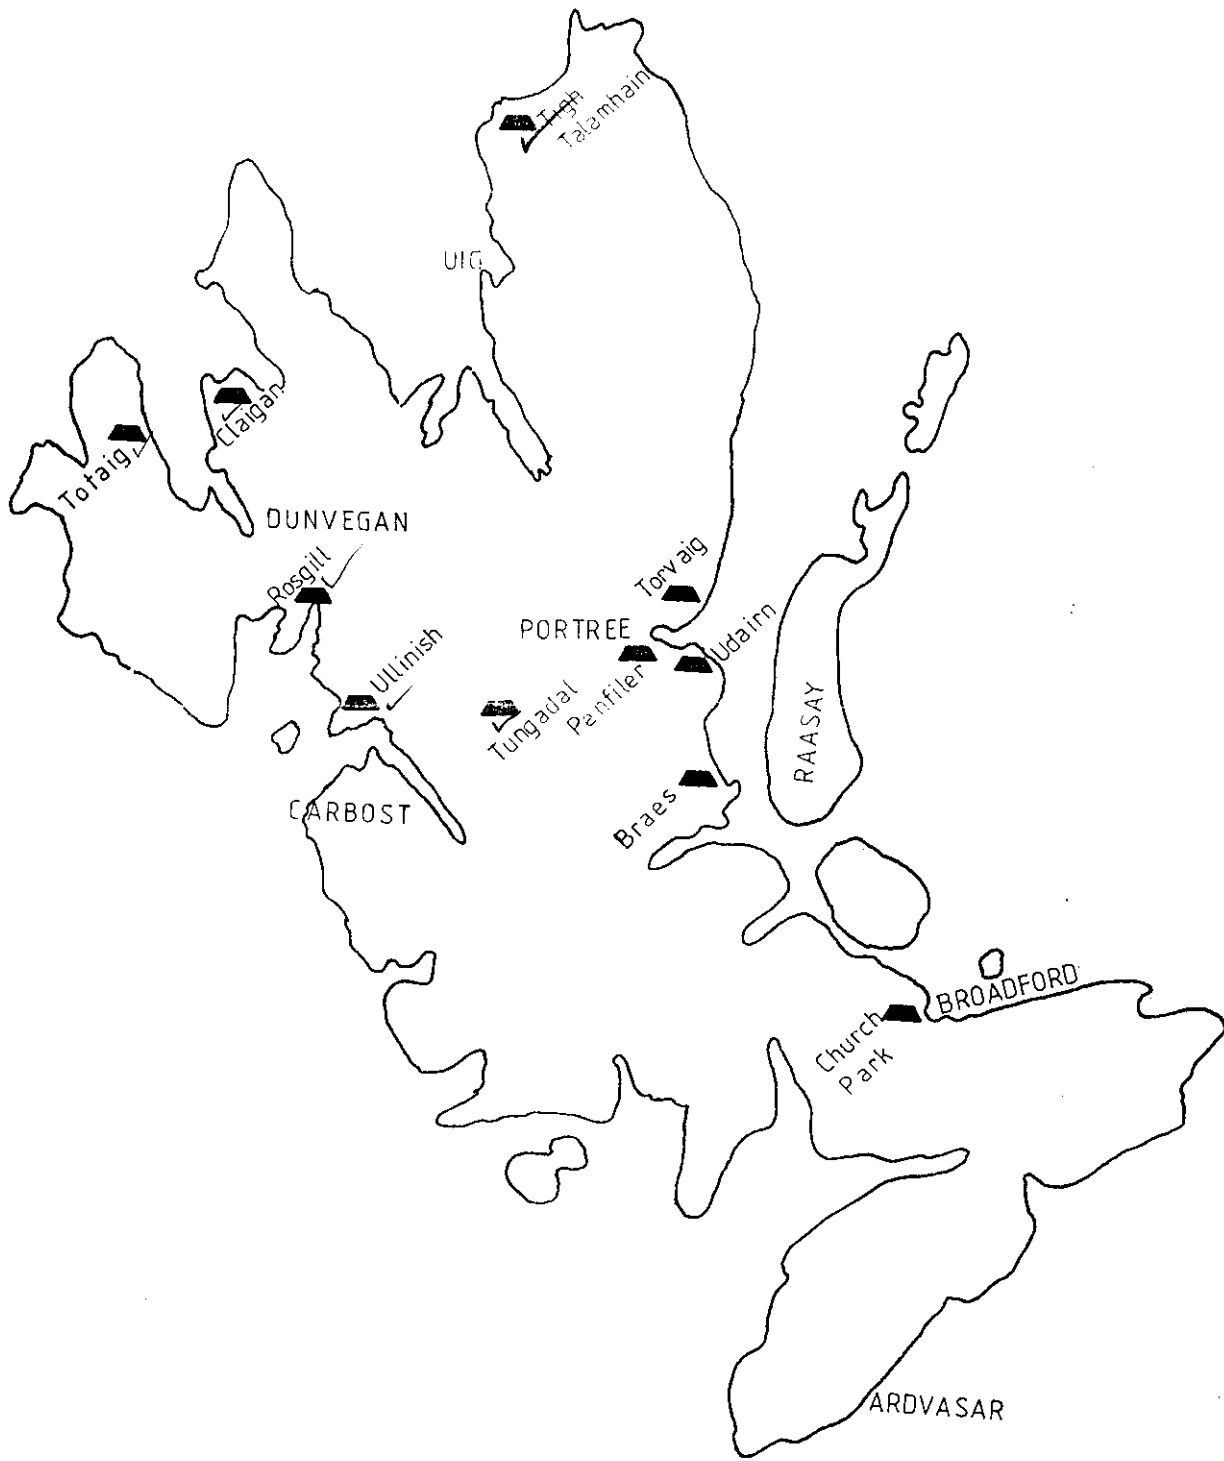 Tigh
Talamhain
UIG
Claigan
Totaig
DUNVEGAN
Rosgill
Torvaig
PORTREE
Udairn
Ullinish
Tungadal
Penfiler
RAASAY
Braes
CARBOST
BROADFORD
Church
Park
ARDVASAR